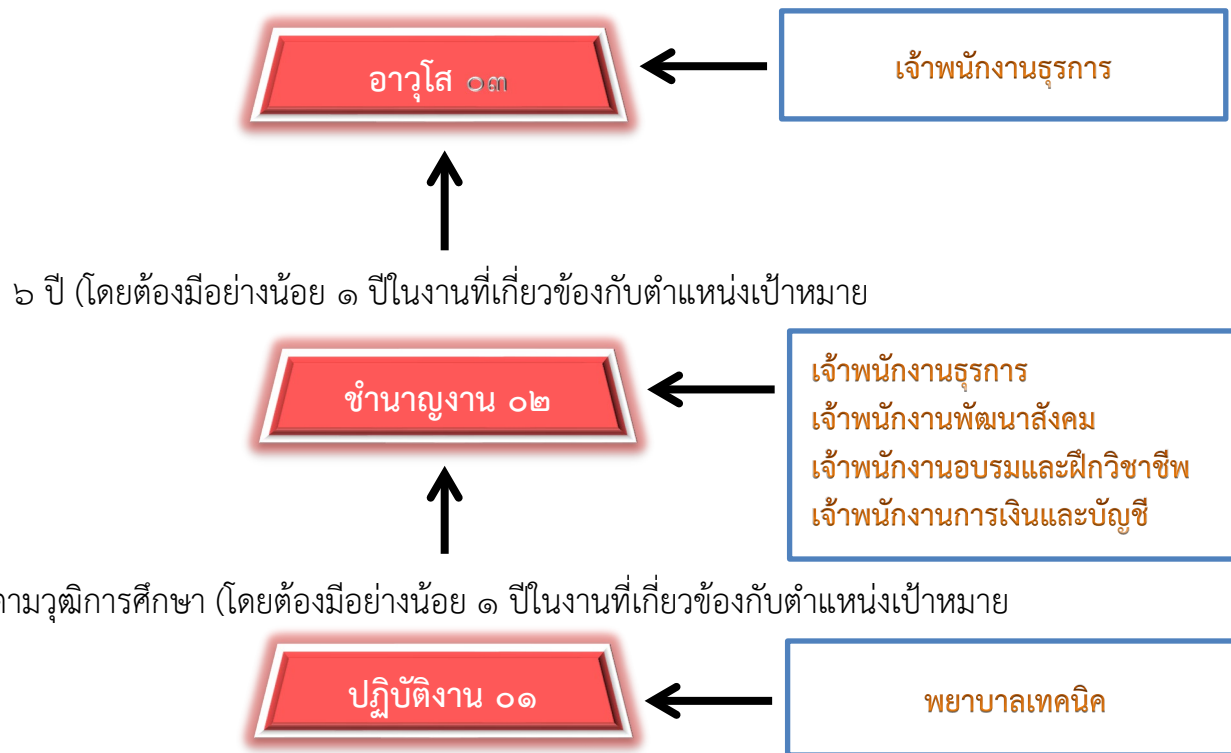 อาวุโส ๐๓
เจ้าพนักงานธุรการ
๖ ปี (โดยต้องมีอย่างน้อย ๑ ปีในงานที่เกี่ยวข้องกับตำแหน่งเป้าหมาย
ชำนาญงาน ๐๒
เจ้าพนักงานธุรการ
เจ้าพนักงานพัฒนาสังคม
เจ้าพนักงานอบรมและฝึกวิชาชีพ
เจ้าพนักงานการเงินและบัญชี
ตามวุฒิการศึกษา (โดยต้องมีอย่างน้อย ๑ ปีในงานที่เกี่ยวข้องกับตำแหน่งเป้าหมาย
ปฏิบัติงาน ๐๑
พยาบาลเทคนิค